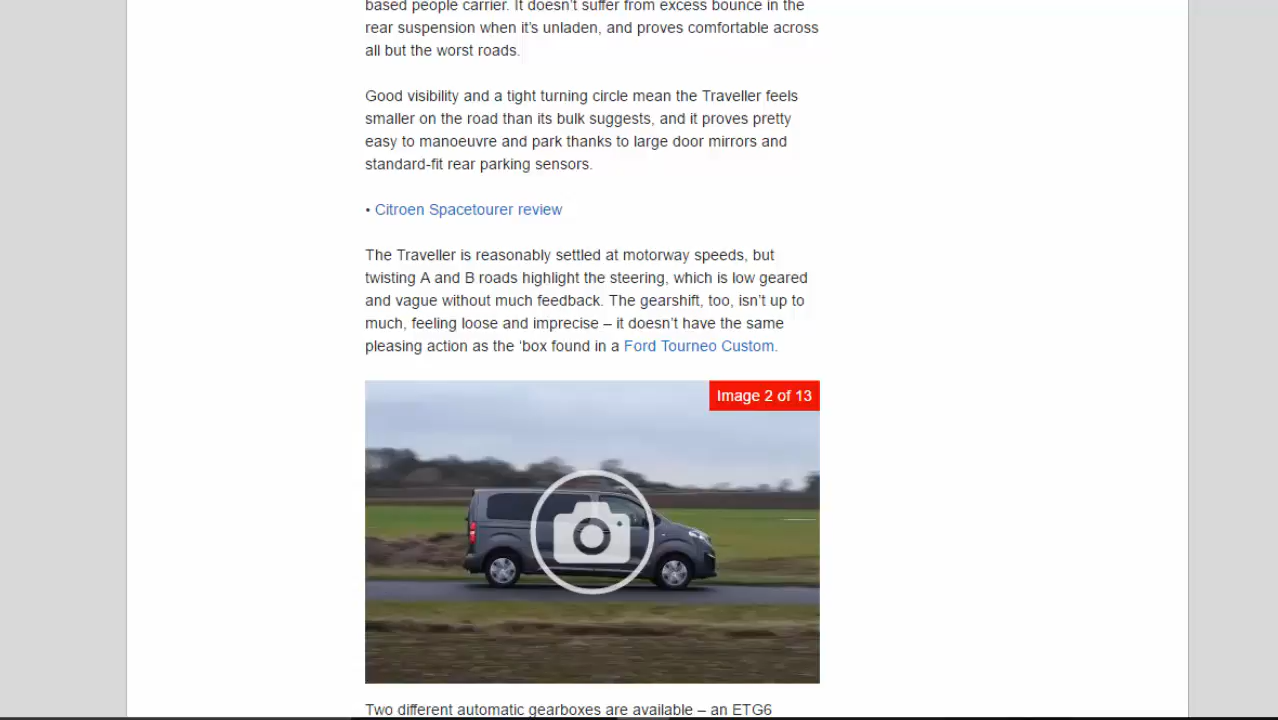 based people carrier. It doesn’t suffer from excess bounce in the
rear suspension when it’s unladen, and proves comfortable across
all but the worst roads.
Good visibility and a tight turning circle mean the Traveller feels
smaller on the road than its bulk suggests, and it proves pretty
easy to manoeuvre and park thanks to large door mirrors and
standard-fit rear parking sensors.
• Citroen Spacetourer review
The Traveller is reasonably settled at motorway speeds, but
twisting A and B roads highlight the steering, which is low geared
and vague without much feedback. The gearshift, too, isn’t up to
much, feeling loose and imprecise – it doesn’t have the same
pleasing action as the ‘box found in a Ford Tourneo Custom.
Image 2 of 13
Two different automatic gearboxes are available – an ETG6